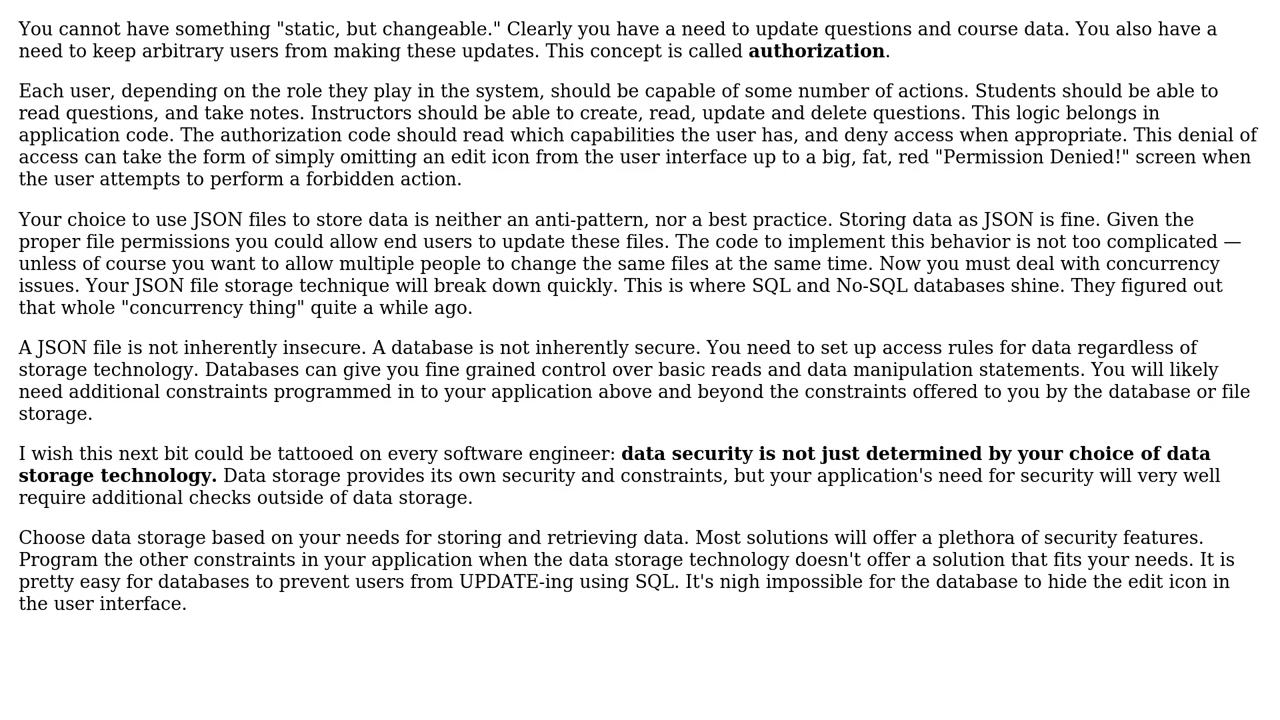 You cannot have something "static, but changeable." Clearly you have a need to update questions and course data. You also have a
need to keep arbitrary users from making these updates. This concept is called authorization.
Each user, depending on the role they play in the system, should be capable of some number of actions. Students should be able to
read questions, and take notes. Instructors should be able to create, read, update and delete questions. This logic belongs in
application code. The authorization code should read which capabilities the user has, and deny access when appropriate. This denial of
access can take the form of simply omitting an edit icon from the user interface up to a big, fat, red "Permission Denied!" screen when
the user attempts to perform a forbidden action.
Your choice to use JSON files to store data is neither an anti-pattern, nor a best practice. Storing data as JSON is fine. Given the
proper file permissions you could allow end users to update these files. The code to implement this behavior is not too complicated —
unless of course you want to allow multiple people to change the same files at the same time. Now you must deal with concurrency
issues. Your JSON file storage technique will break down quickly. This is where SQL and No-SQL databases shine. They figured out
that whole "concurrency thing" quite a while ago.
A JSON file is not inherently insecure. A database is not inherently secure. You need to set up access rules for data regardless of
storage technology. Databases can give you fine grained control over basic reads and data manipulation statements. You will likely
need additional constraints programmed in to your application above and beyond the constraints offered to you by the database or file
storage.
I wish this next bit could be tattooed on every software engineer: data security is not just determined by your choice of data
storage technology. Data storage provides its own security and constraints, but your application's need for security will very well
require additional checks outside of data storage.
Choose data storage based on your needs for storing and retrieving data. Most solutions will offer a plethora of security features.
Program the other constraints in your application when the data storage technology doesn't offer a solution that fits your needs. It is
pretty easy for databases to prevent users from UPDATE-ing using SQL. It's nigh impossible for the database to hide the edit icon in
the user interface.